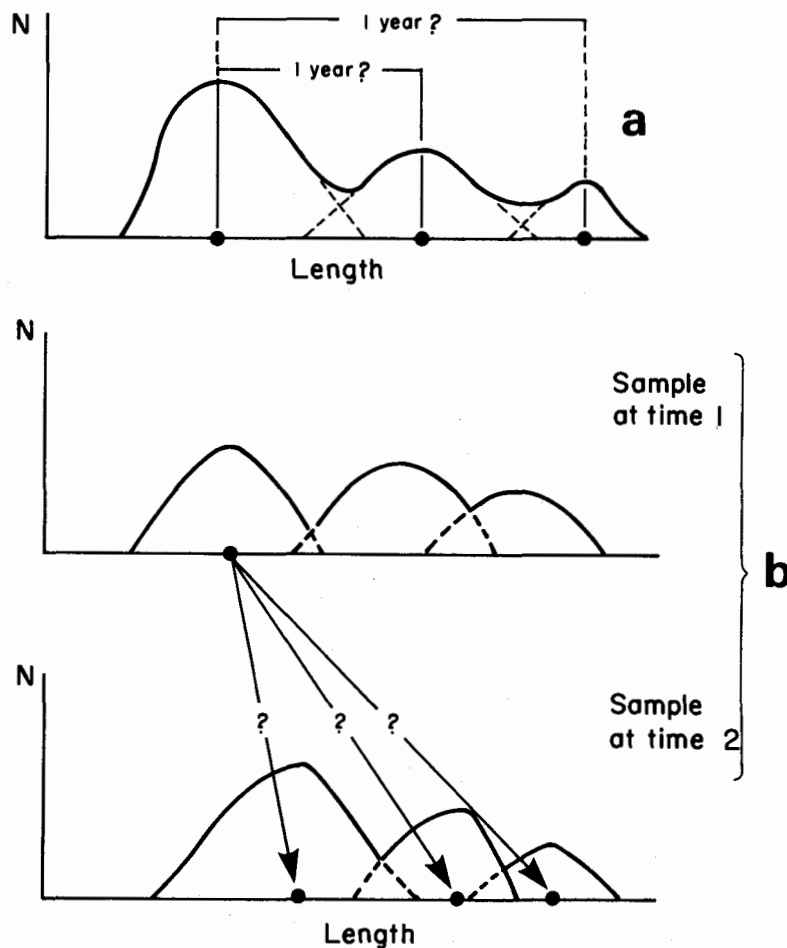 N
1 year ?
1 year ?
a
Length
N
Sample
at time 1
b
N
Sample
at time 2
? ? ?
Length